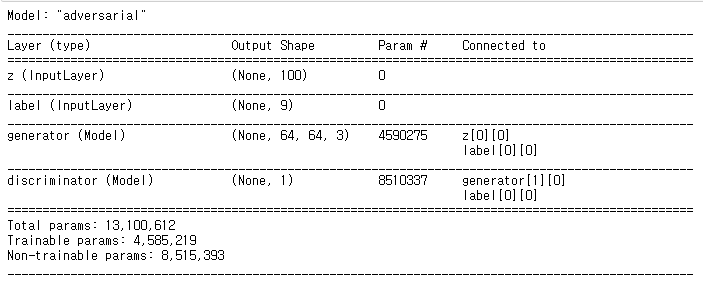 Model: "adversarial"
Layer (type) Output Shape Param # Connected to
z (InputLayer) (None, 100) 0
label (InputLayer) (None, 9) 0
generator (Model) (None, 64, 64, 3) 4590275 z[0][0]
label[0][0]
discriminator (Model) (None, 1) 8510337 generator[1][0]
label[0][0]
Total params: 13,100,612
Trainable params: 4,585,219
Non-trainable params: 8,515,393